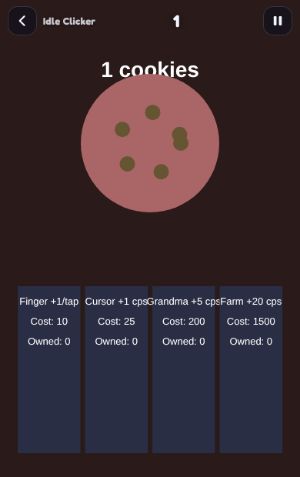 Idle Clicker
1
1 cookies
Finger +1/tap
Cost: 10
Owned: 0
Cursor +1 cps
Cost: 25
Owned: 0
Grandma +5 cps
Cost: 200
Owned: 0
Farm +20 cps
Cost: 1500
Owned: 0